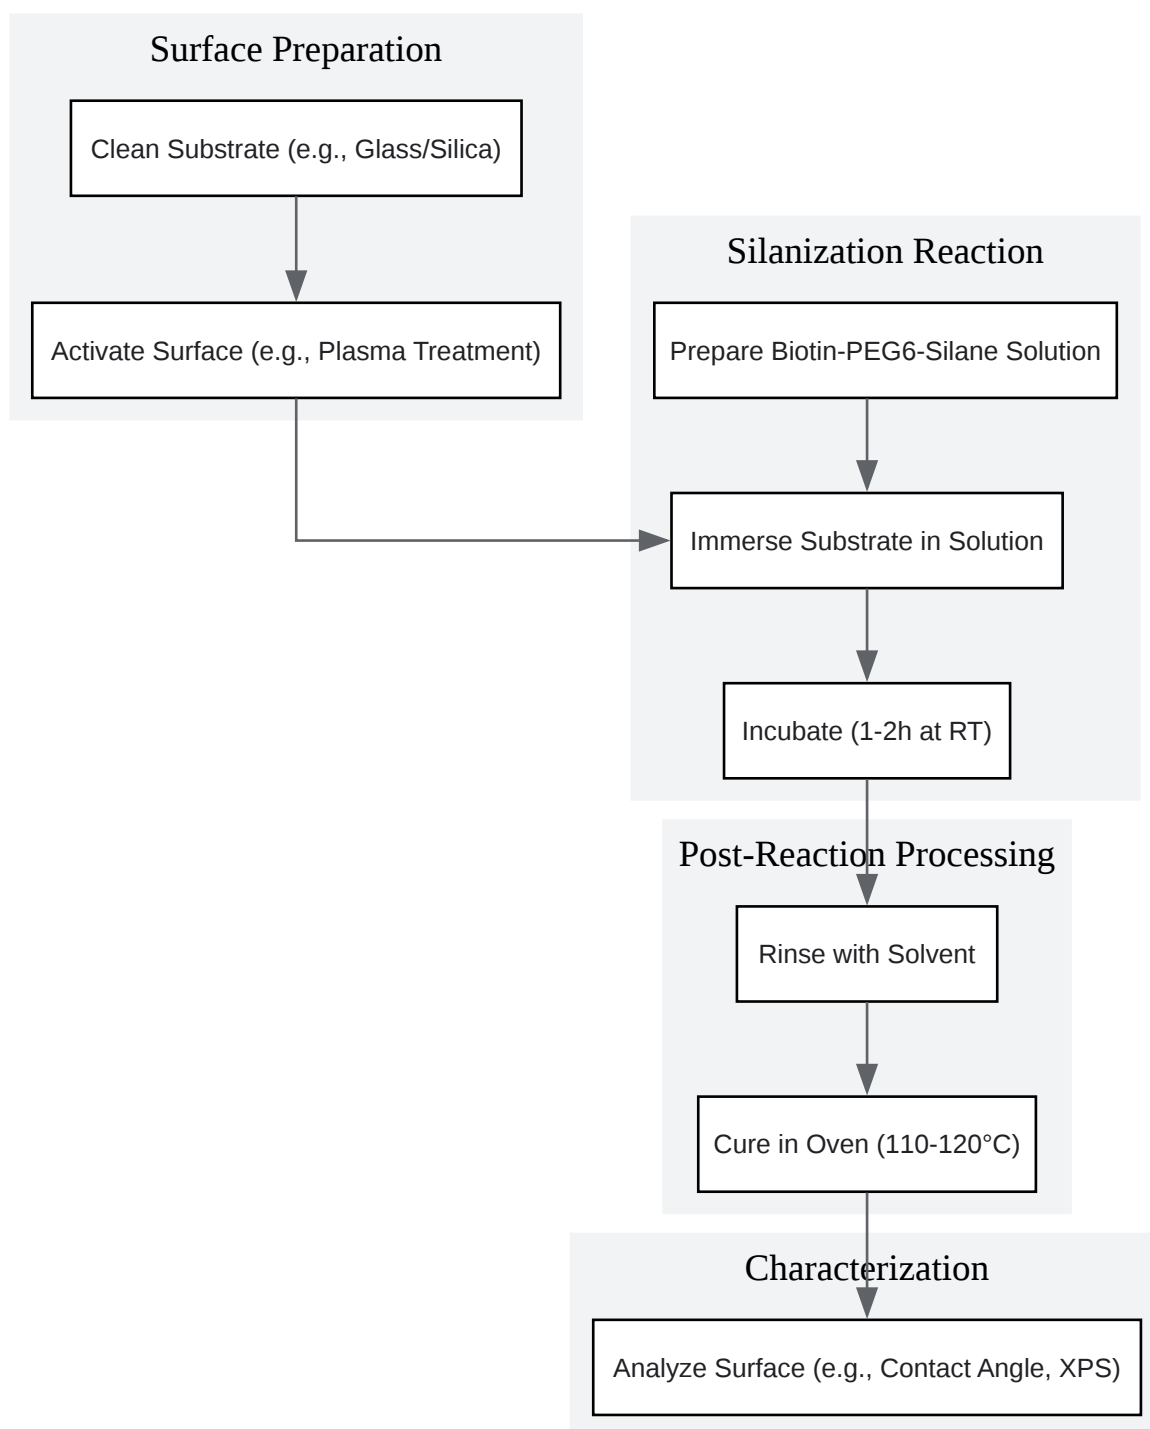 Surface Preparation
Clean Substrate (e.g., Glass/Silica)
Activate Surface (e.g., Plasma Treatment)
Silanization Reaction
Prepare Biotin-PEG6-Silane Solution
Immerse Substrate in Solution
Incubate (1-2h at RT)
Post-Reaction Processing
Rinse with Solvent
Cure in Oven (110-120°C)
Characterization
Analyze Surface (e.g., Contact Angle, XPS)